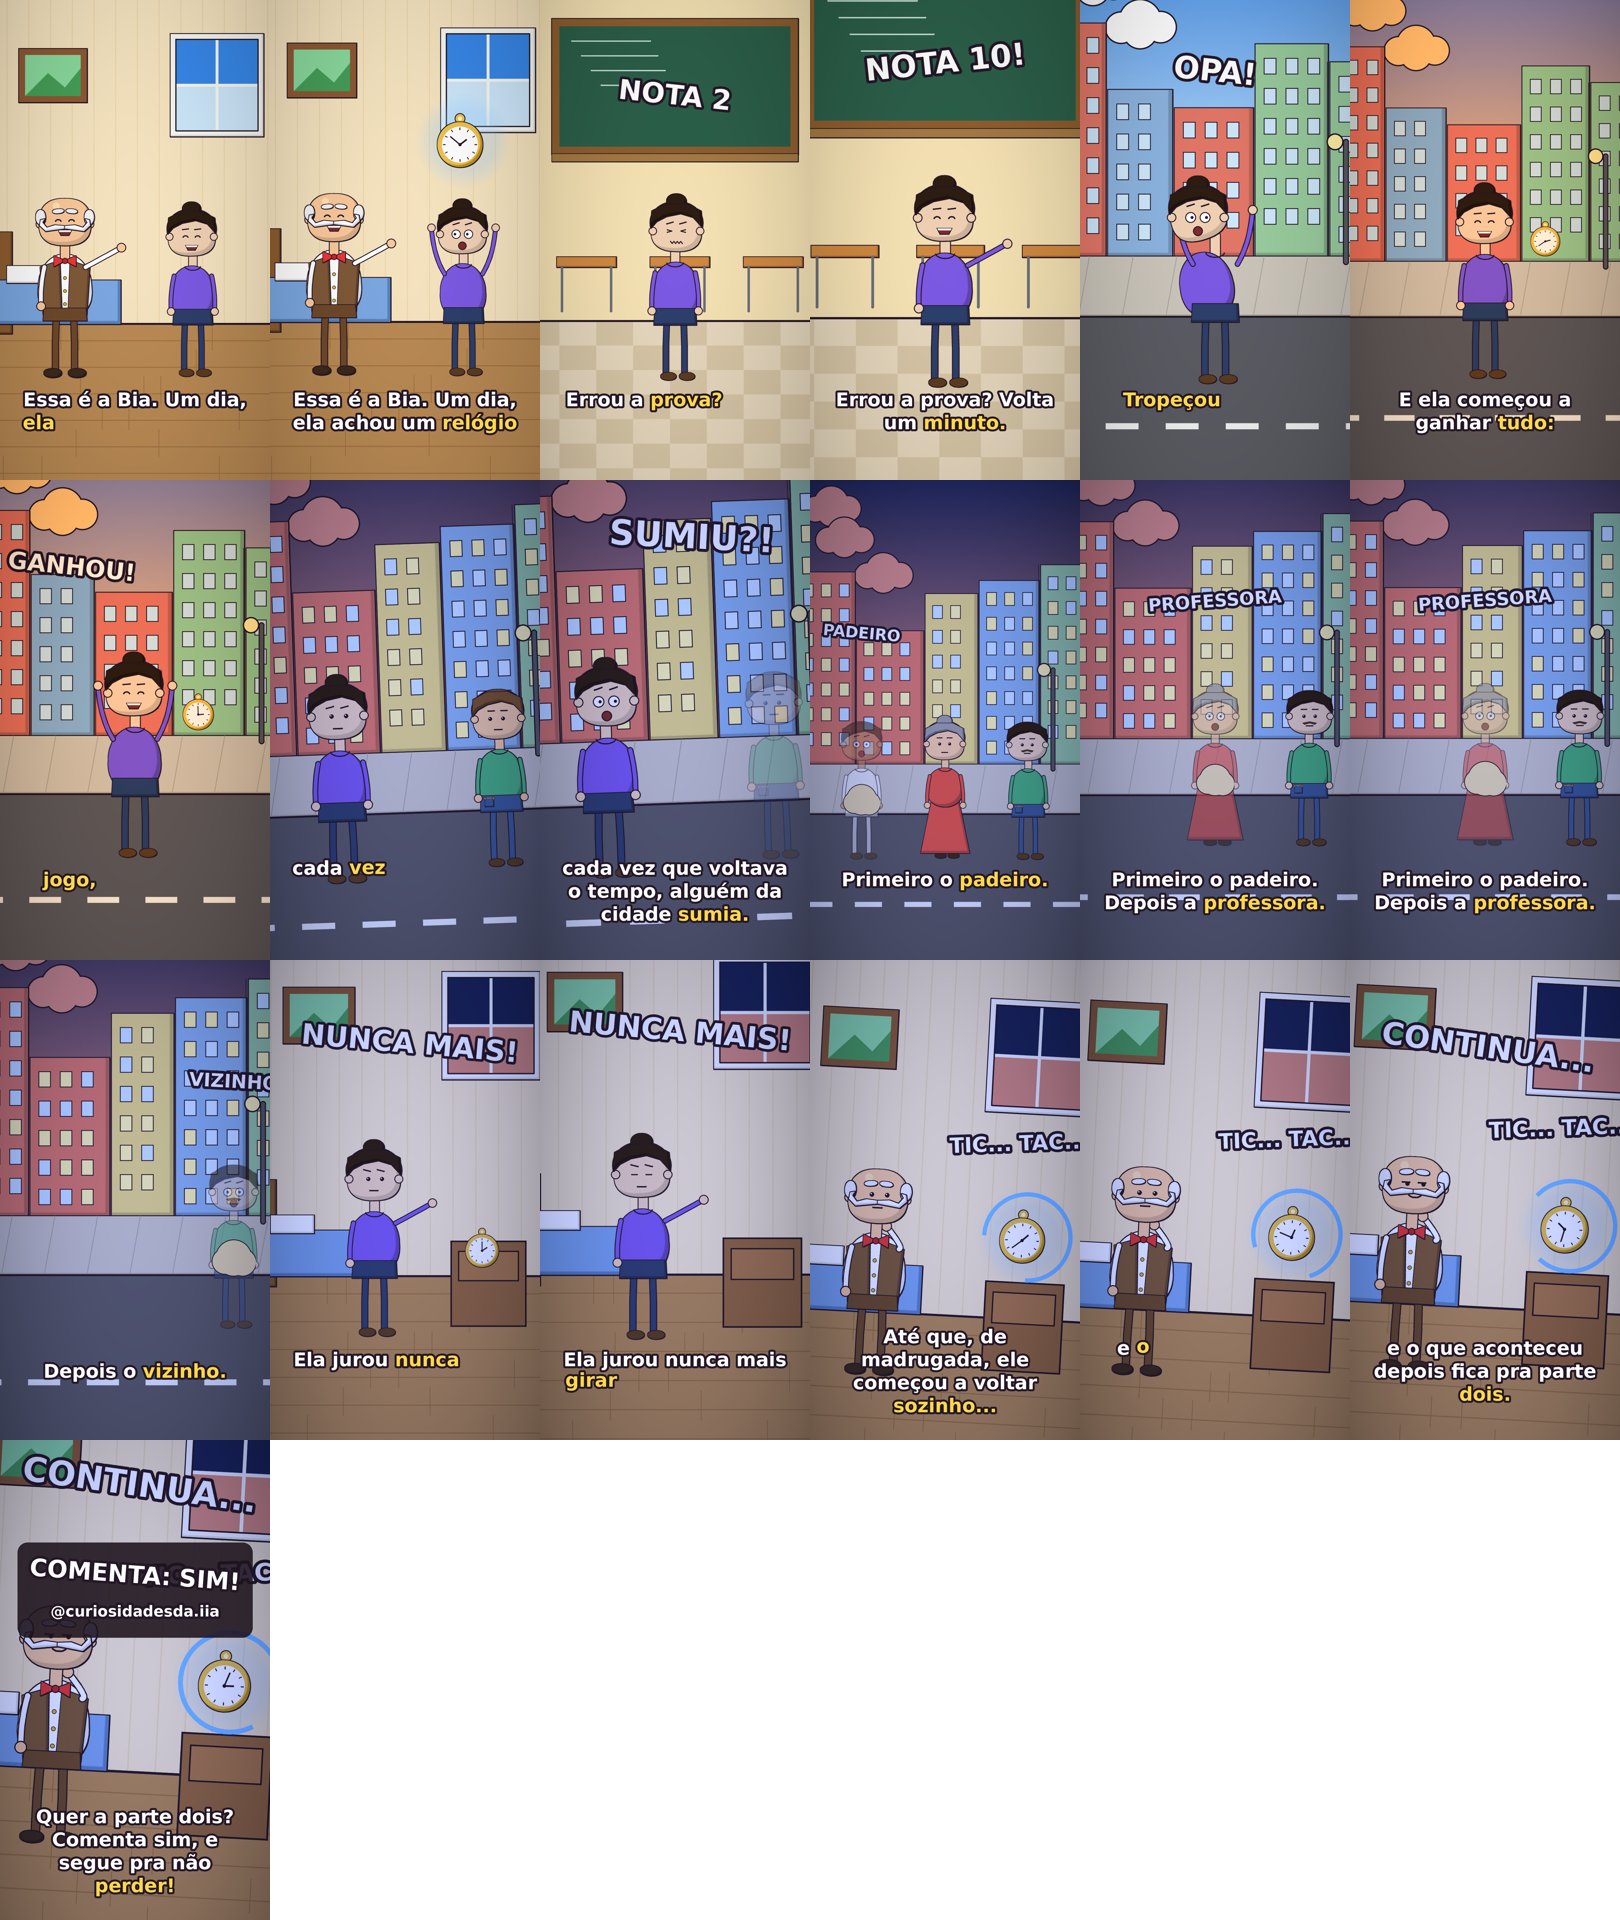 Essa é a Bia. Um dia,
ela
Essa é a Bia. Um dia,
ela achou um relógio
NOTA 2
Errou a prova?
NOTA 10!
Errou a prova? Volta
um minuto.
OPA!
Tropeçou
E ela começou a
ganhar tudo:
GANHOU!
jogo,
cada vez
SUMIU?!
cada vez que voltava
o tempo, alguém da
cidade sumia.
PADEIRO
Primeiro o padeiro.
PROFESSORA
Primeiro o padeiro.
Depois a professora.
PROFESSORA
Primeiro o padeiro.
Depois a professora.
VIZINHO
Depois o vizinho.
NUNCA MAIS!
Ela jurou nunca
NUNCA MAIS!
Ela jurou nunca mais
girar
TIC... TAC..
Até que, de
madrugada, ele
começou a voltar
sozinho...
TIC... TAC..
e o
CONTINUA...
TIC... TAC..
e o que aconteceu
depois fica pra parte
dois.
CONTINUA...
COMENTA: SIM!
@curiosidadesda.iia
Quer a parte dois?
Comenta sim, e
segue pra não
perder!